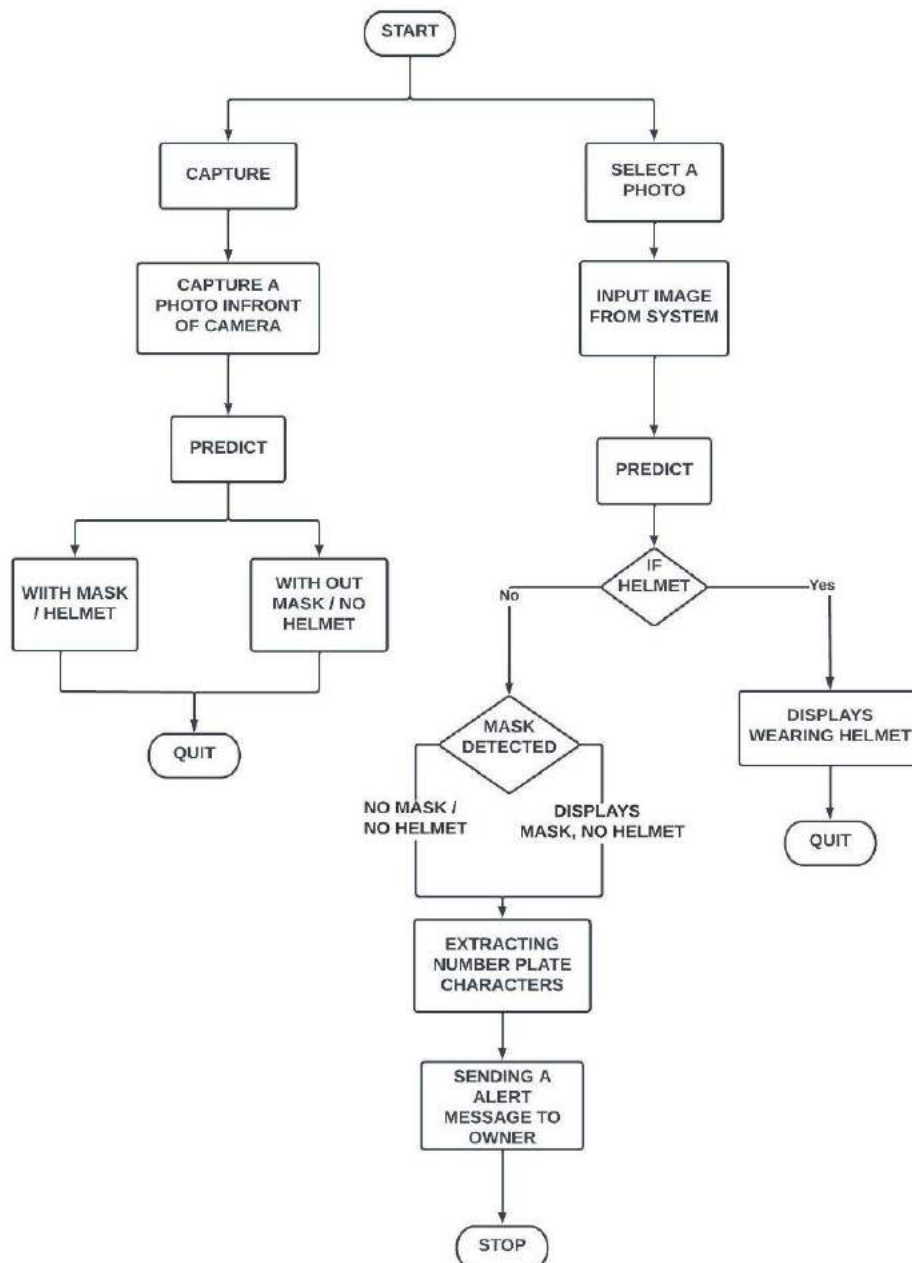 START
CAPTURE
SELECT A
PHOTO
CAPTURE A
PHOTO INFRONT
OF CAMERA
INPUT IMAGE
FROM SYSTEM
PREDICT
PREDICT
WIITH MASK
/ HELMET
WITH OUT
MASK / NO
HELMET
IF
HELMET
No
Yes
QUIT
MASK
DETECTED
DISPLAYS
WEARING HELMET
NO MASK /
NO HELMET
DISPLAYS
MASK, NO HELMET
QUIT
EXTRACTING
NUMBER PLATE
CHARACTERS
SENDING A
ALERT
MESSAGE TO
OWNER
STOP